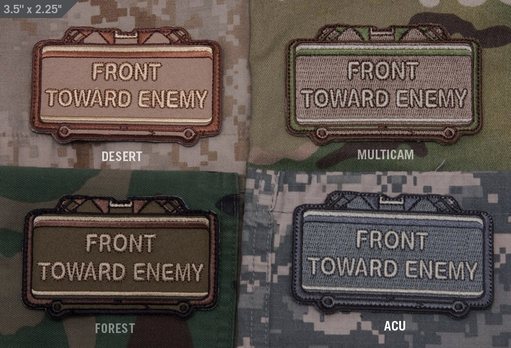 3.5" x 2.25"
FRONT
TOWARD ENEMY
DESERT
FRONT
TOWARD ENEMY
MULTICAM
FRONT
TOWARD ENEMY
FOREST
FRONT
TOWARD ENEMY
ACU